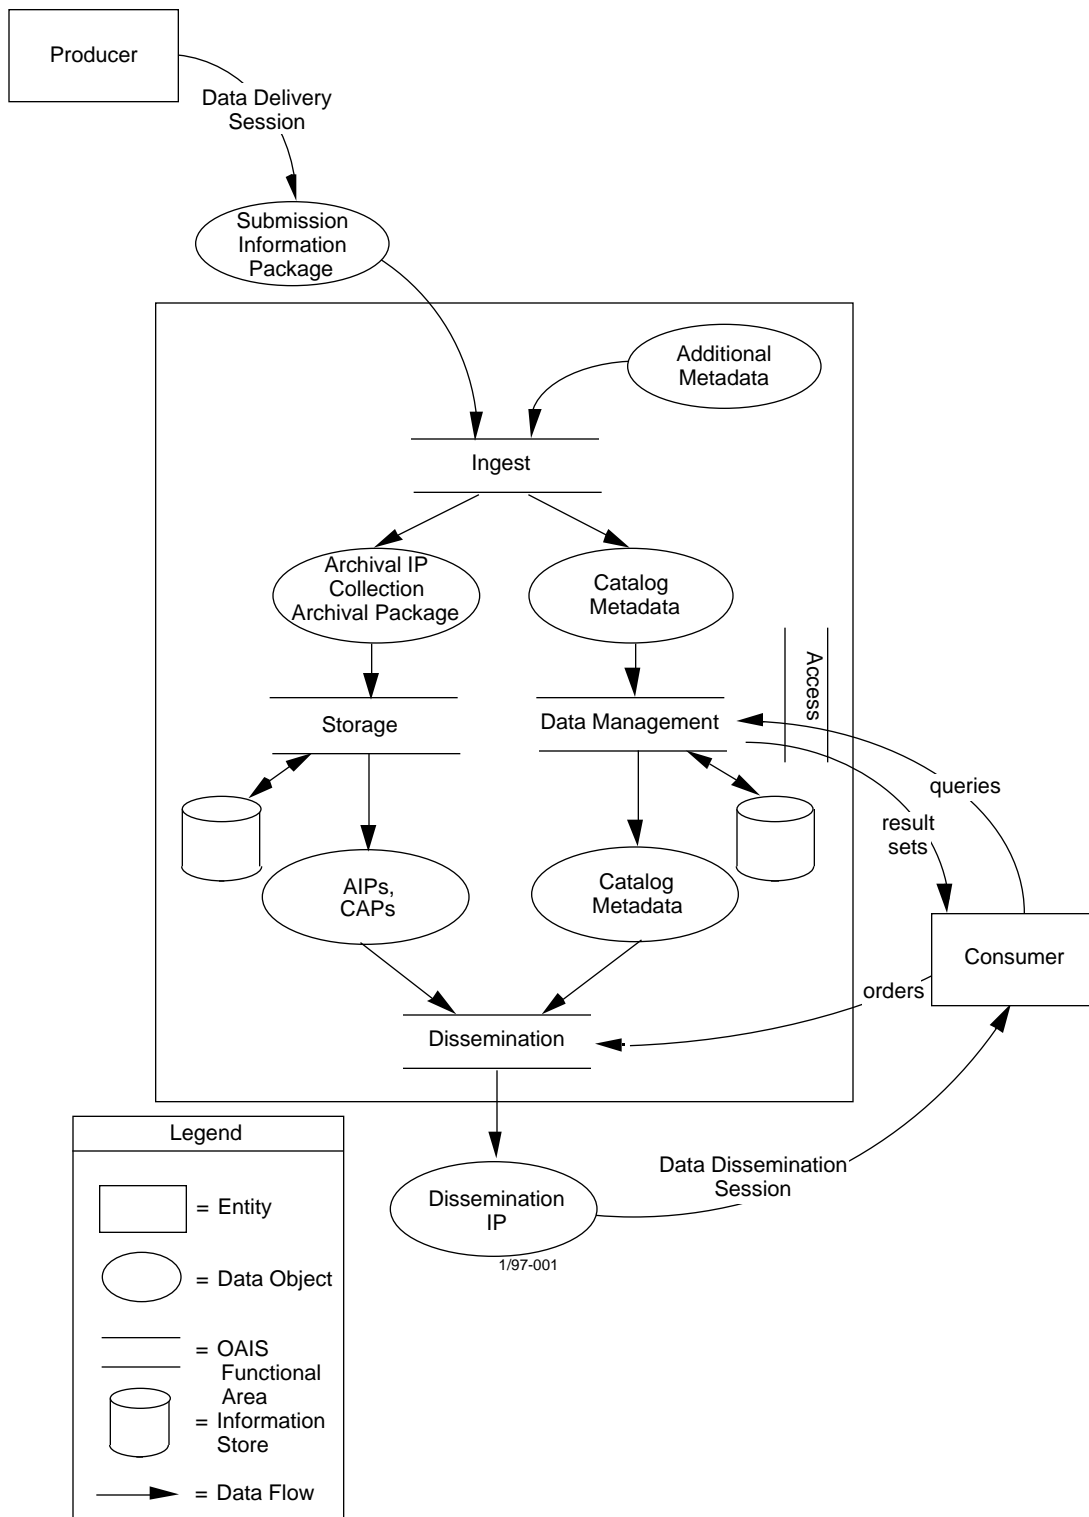 Producer
Data Delivery
Session
Submission
Information
Package
Additional
Metadata
Ingest
Archival IP
Collection
Archival Package
Catalog
Metadata
Access
Storage
Data Management
queries
result
sets
AIPs,
CAPs
Catalog
Metadata
Consumer
orders
Dissemination
Data Dissemination
Session
Dissemination
IP
1/97-001
Legend
= Entity
= Data Object
= OAIS
Functional
Area
= Information
Store
= Data Flow